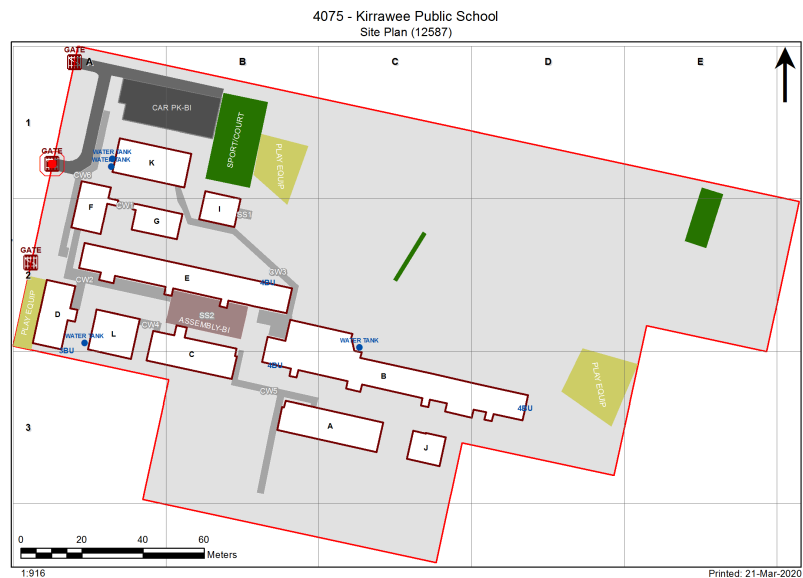 4075 - Kirrawee Public School
Site Plan (12587)
GATE
A
B
C
D
E
1
CAR PK-BI
SPORT/COURT
PLAY EQUIP
WATER TANK
WATER TANK
K
GATE
CW6
F
CW1
G
I
SS1
GATE
2
CW2
E
CW3
4BU
PLAY EQUIP
D
L
CW4
SS2
ASSEMBLY-BI
WATER TANK
3BU
C
WATER TANK
4BU
B
CW5
4BU
PLAY EQUIP
3
A
J
0
20
40
60
Meters
1:916
Printed: 21-Mar-2020